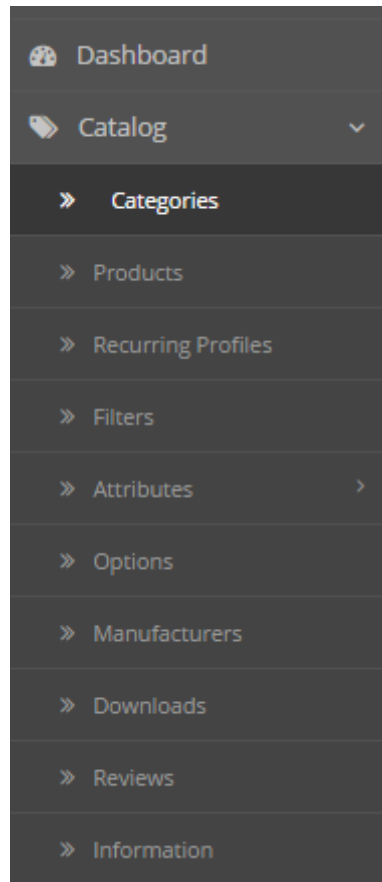 Dashboard
Catalog
Categories
Products
Recurring Profiles
Filters
Attributes
Options
Manufacturers
Downloads
Reviews
Information